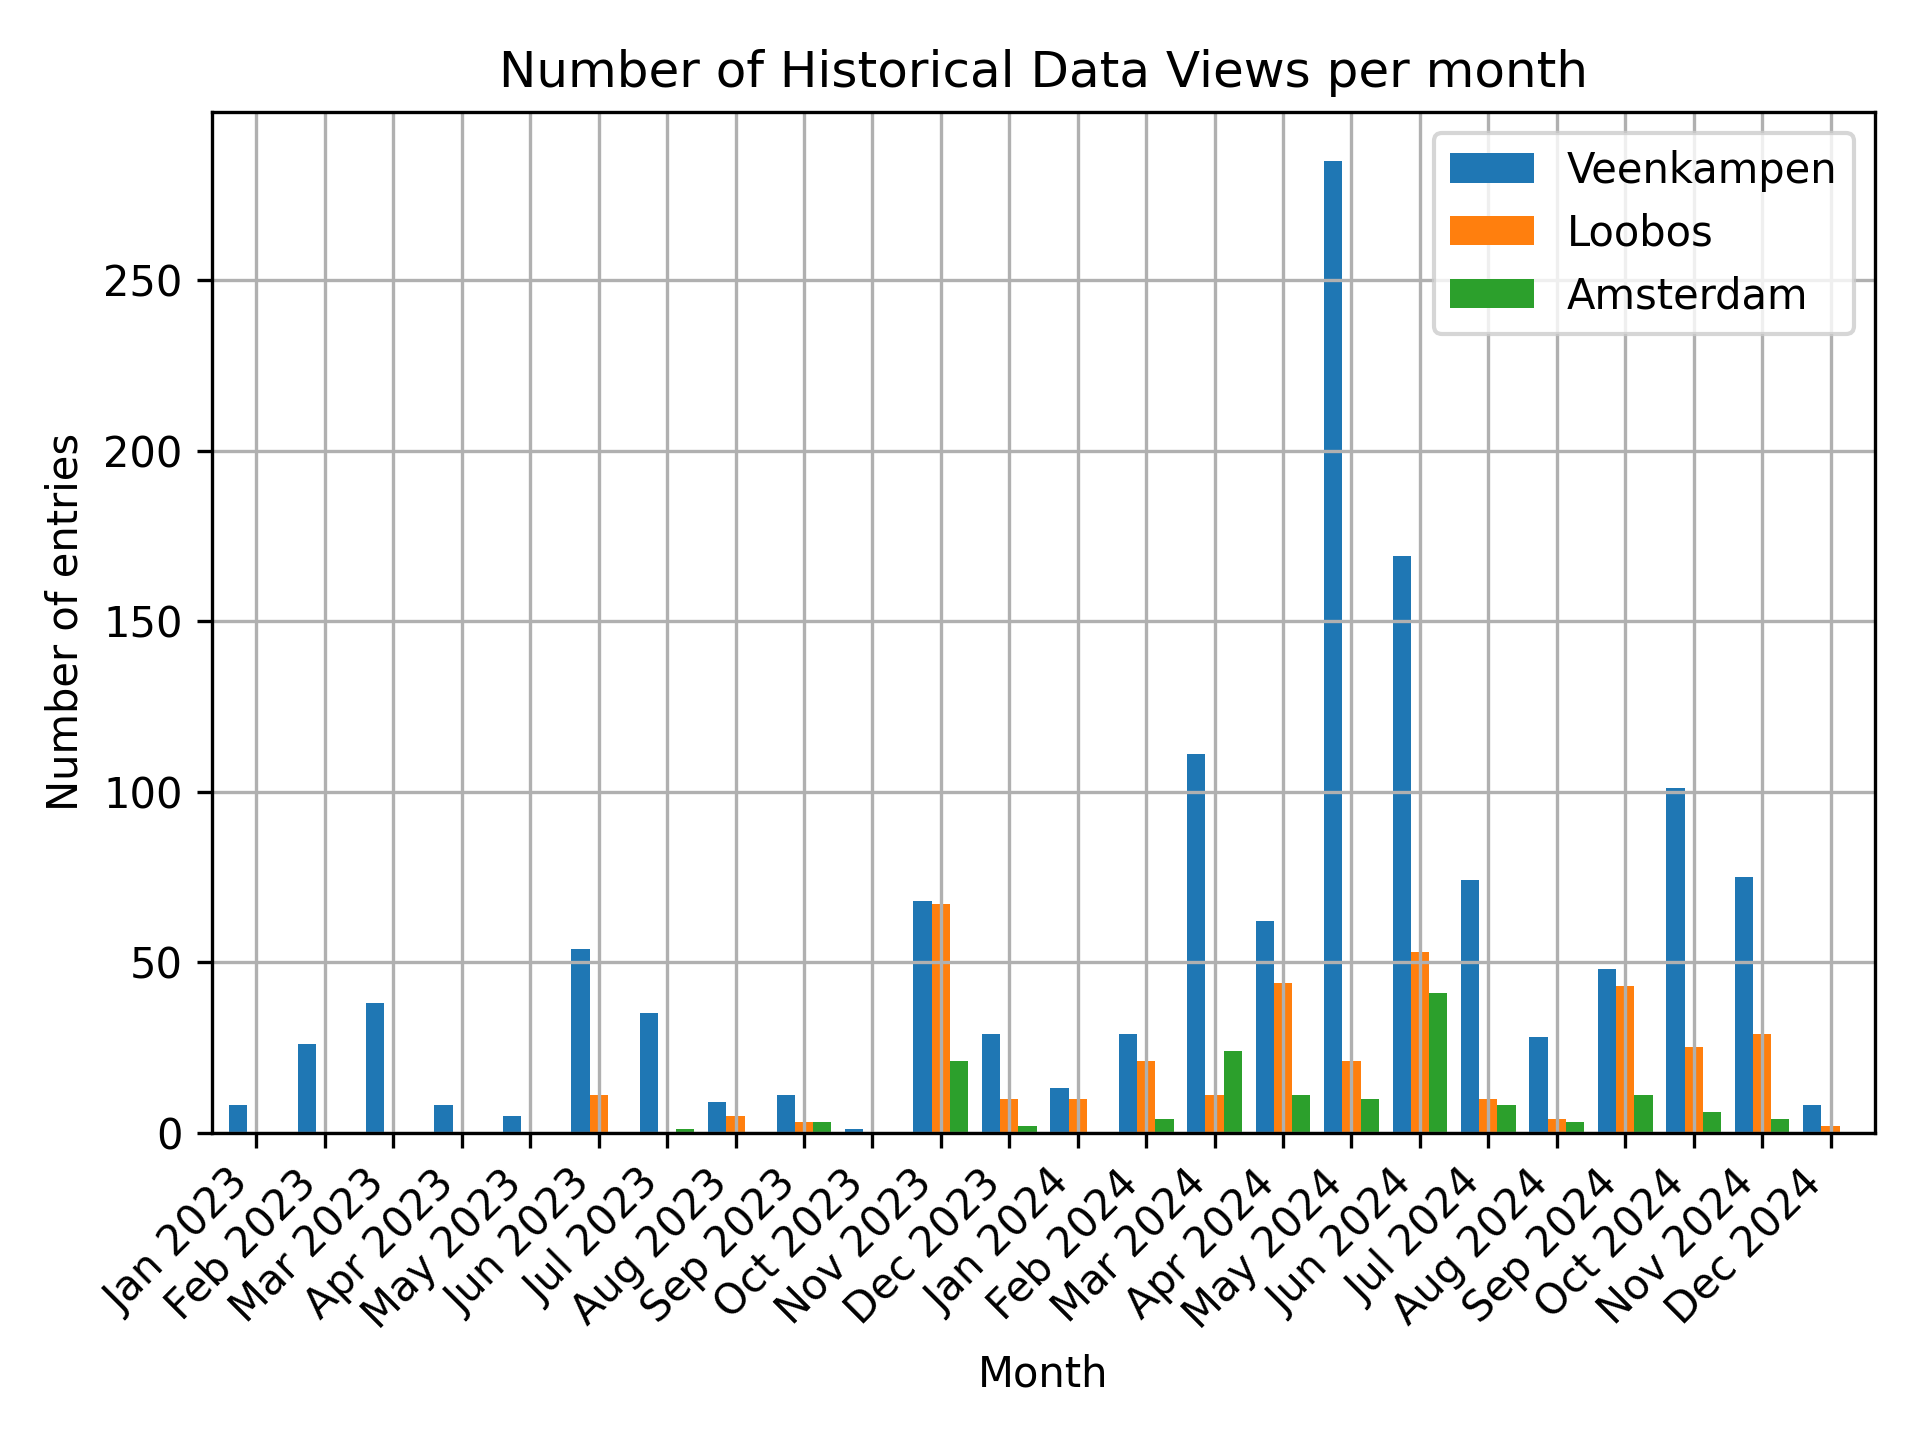 Number of Historical Data Views per month
Veenkampen
Loobos
Amsterdam
Number of entries
250
200
150
100
50
0
Jan 2023
Feb 2023
Mar 2023
Apr 2023
May 2023
Jun 2023
Jul 2023
Aug 2023
Sep 2023
Oct 2023
Nov 2023
Dec 2023
Jan 2024
Feb 2024
Mar 2024
Apr 2024
May 2024
Jun 2024
Jul 2024
Aug 2024
Sep 2024
Oct 2024
Nov 2024
Dec 2024
Month